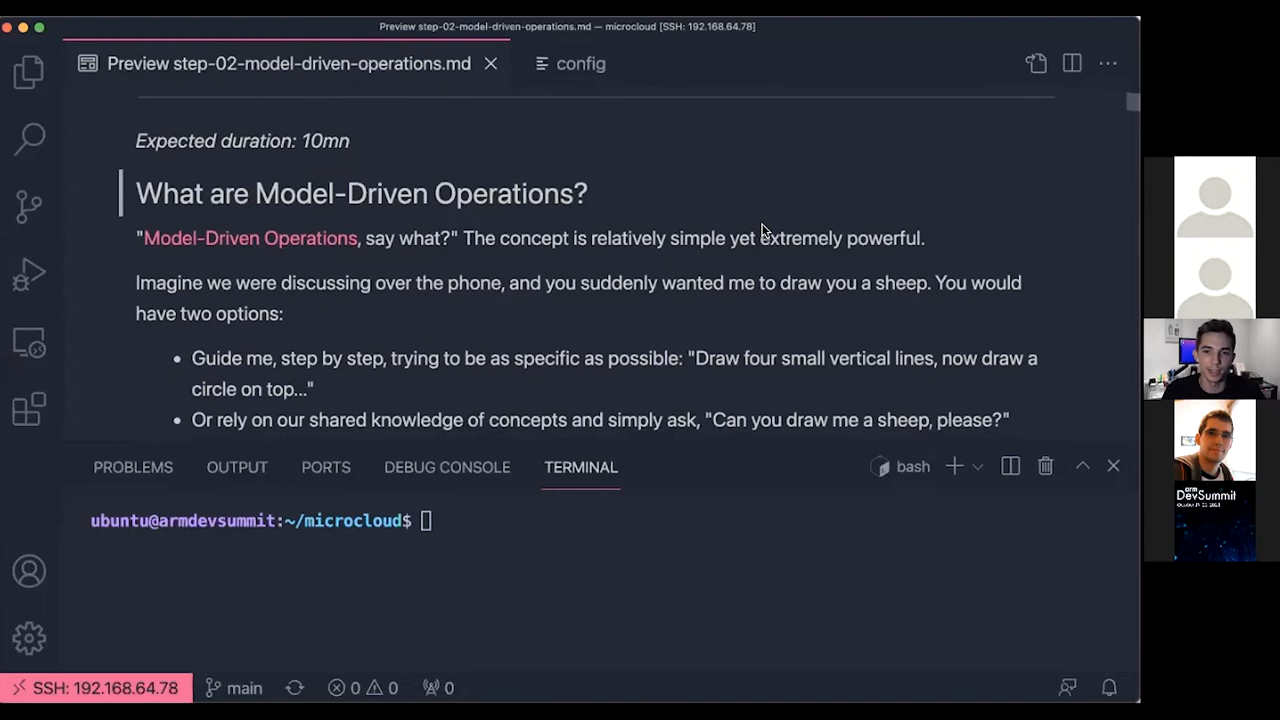 Preview step-02-model-driven-operations.md — microcloud [SSH: 192.168.64.78]
Preview step-02-model-driven-operations.md
config
Expected duration: 10mn
What are Model-Driven Operations?
"Model-Driven Operations, say what?" The concept is relatively simple yet extremely powerful.
Imagine we were discussing over the phone, and you suddenly wanted me to draw you a sheep. You would
have two options:
• Guide me, step by step, trying to be as specific as possible: "Draw four small vertical lines, now draw a
circle on top..."
• Or rely on our shared knowledge of concepts and simply ask, "Can you draw me a sheep, please?"
PROBLEMS OUTPUT PORTS DEBUG CONSOLE TERMINAL
bash
ubuntu@armdevsummit:~/microcloud$
arm
DevSummit
SSH: 192.168.64.78 main 0 0 0